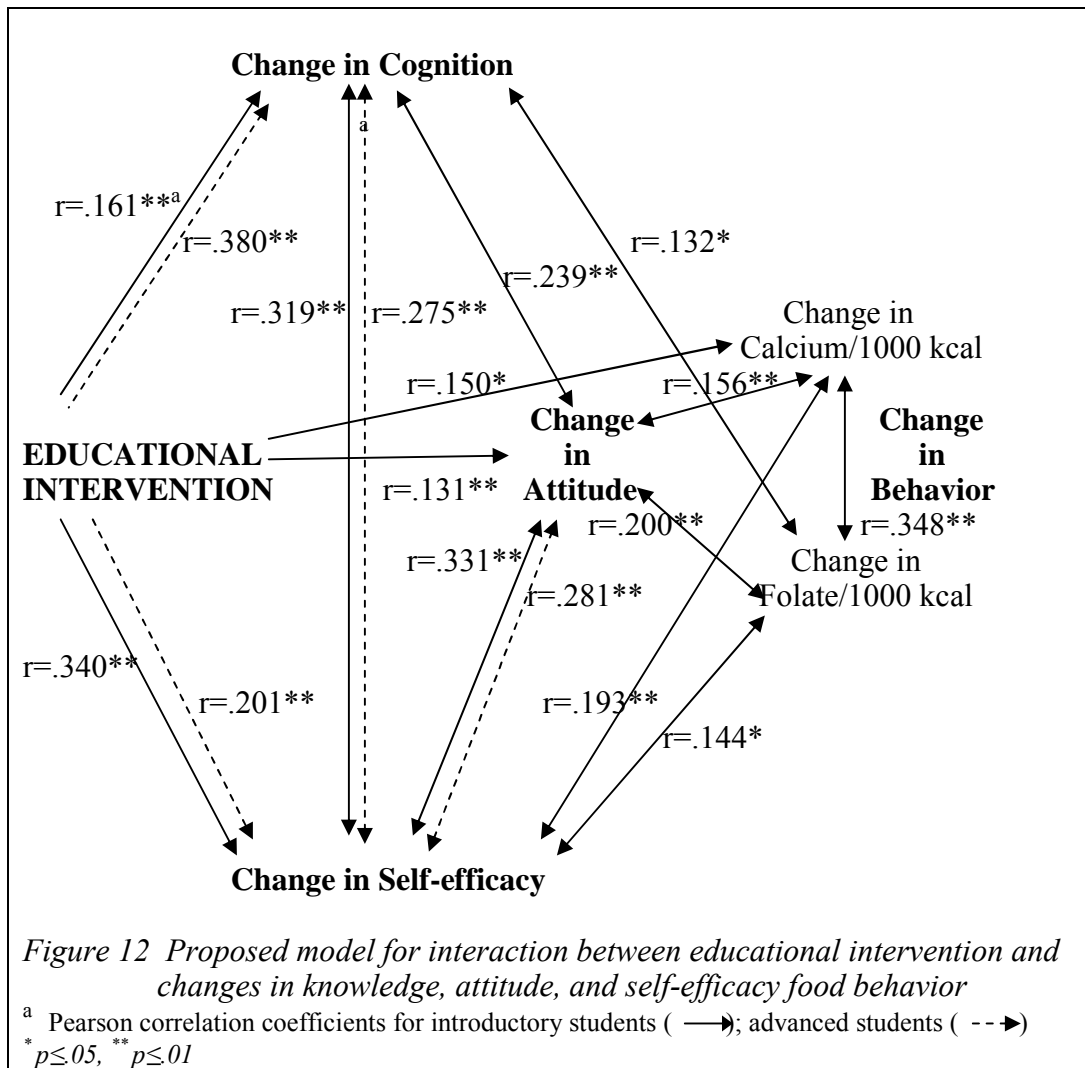 Change in Cognition
a
r=.161**a
r=.380**
r=.132*
r=.239**
r=.319**
r=.275**
Change in
Calcium/1000 kcal
r=.150*
r=.156**
Change
in
Attitude
Change
in
Behavior
EDUCATIONAL
INTERVENTION
r=.131**
r=.200**
r=.348**
r=.331**
Change in
Folate/1000 kcal
r=.281**
r=.340**
r=.201**
r=.193**
r=.144*
Change in Self-efficacy
Figure 12 Proposed model for interaction between educational intervention and
changes in knowledge, attitude, and self-efficacy food behavior
a Pearson correlation coefficients for introductory students ( ⟶); advanced students ( --➔)
*p≤.05, **p≤.01